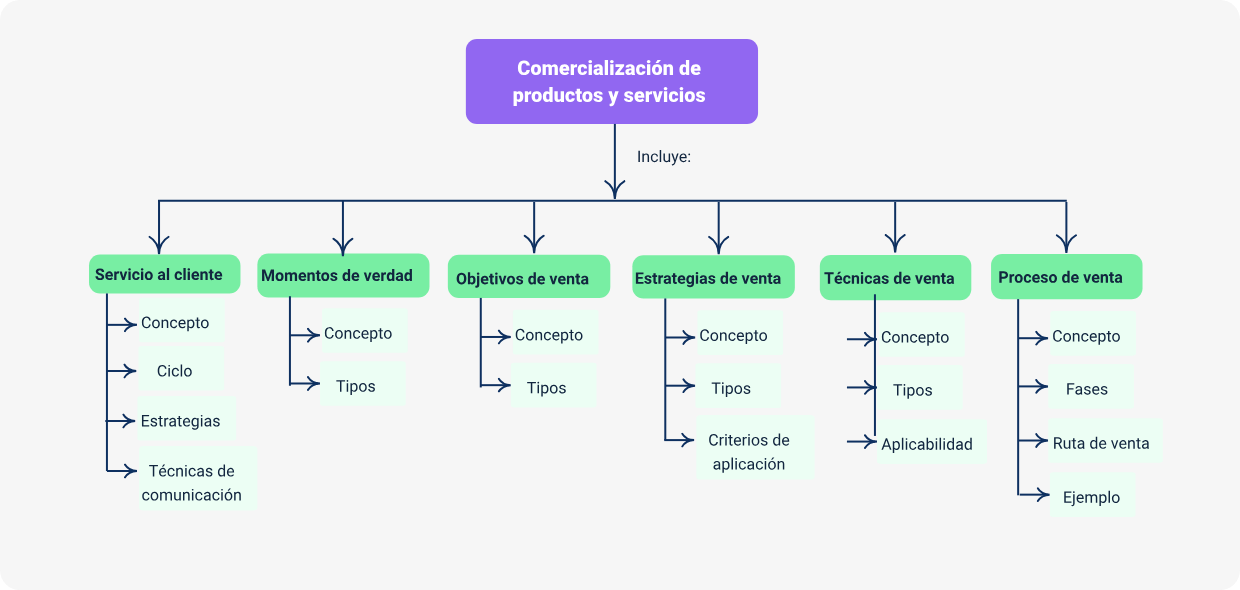 Comercialización de
productos y servicios
Incluye:
Servicio al cliente
Concepto
Ciclo
Estrategias
Técnicas de
comunicación
Momentos de verdad
Concepto
Tipos
Objetivos de venta
Concepto
Tipos
Estrategias de venta
Concepto
Tipos
Criterios de
aplicación
Técnicas de venta
Concepto
Tipos
Aplicabilidad
Proceso de venta
Concepto
Fases
Ruta de venta
Ejemplo